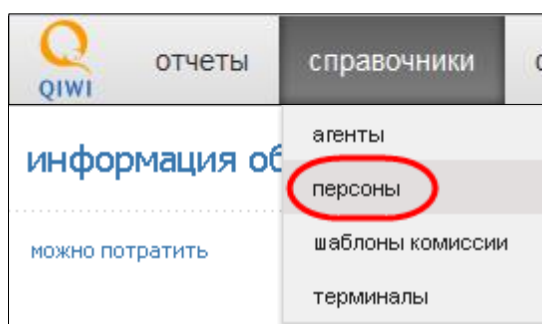 QIWI
отчеты
справочники
информация об
агенты
персоны
можно потратить
шаблоны комиссии
терминалы